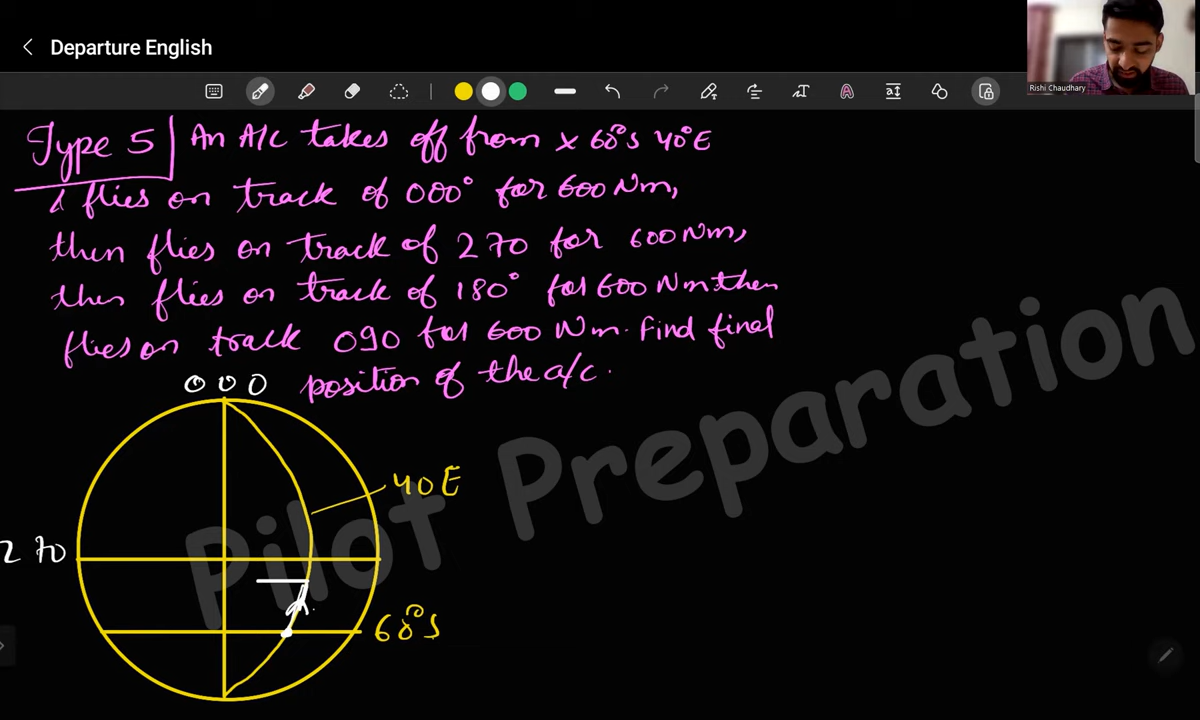 Departure English
Rishi Chaudhary
Type 5 An A/C takes off from x 60°S 40°E
& flies on track of 000° for 600 Nm,
then flies on track of 270 for 600 Nm,
then flies on track of 180° for 600 Nm. then
flies on track 090 for 600 Nm. Find final
position of the a/c.
000
40E
270
60°S
Pilot Preparation